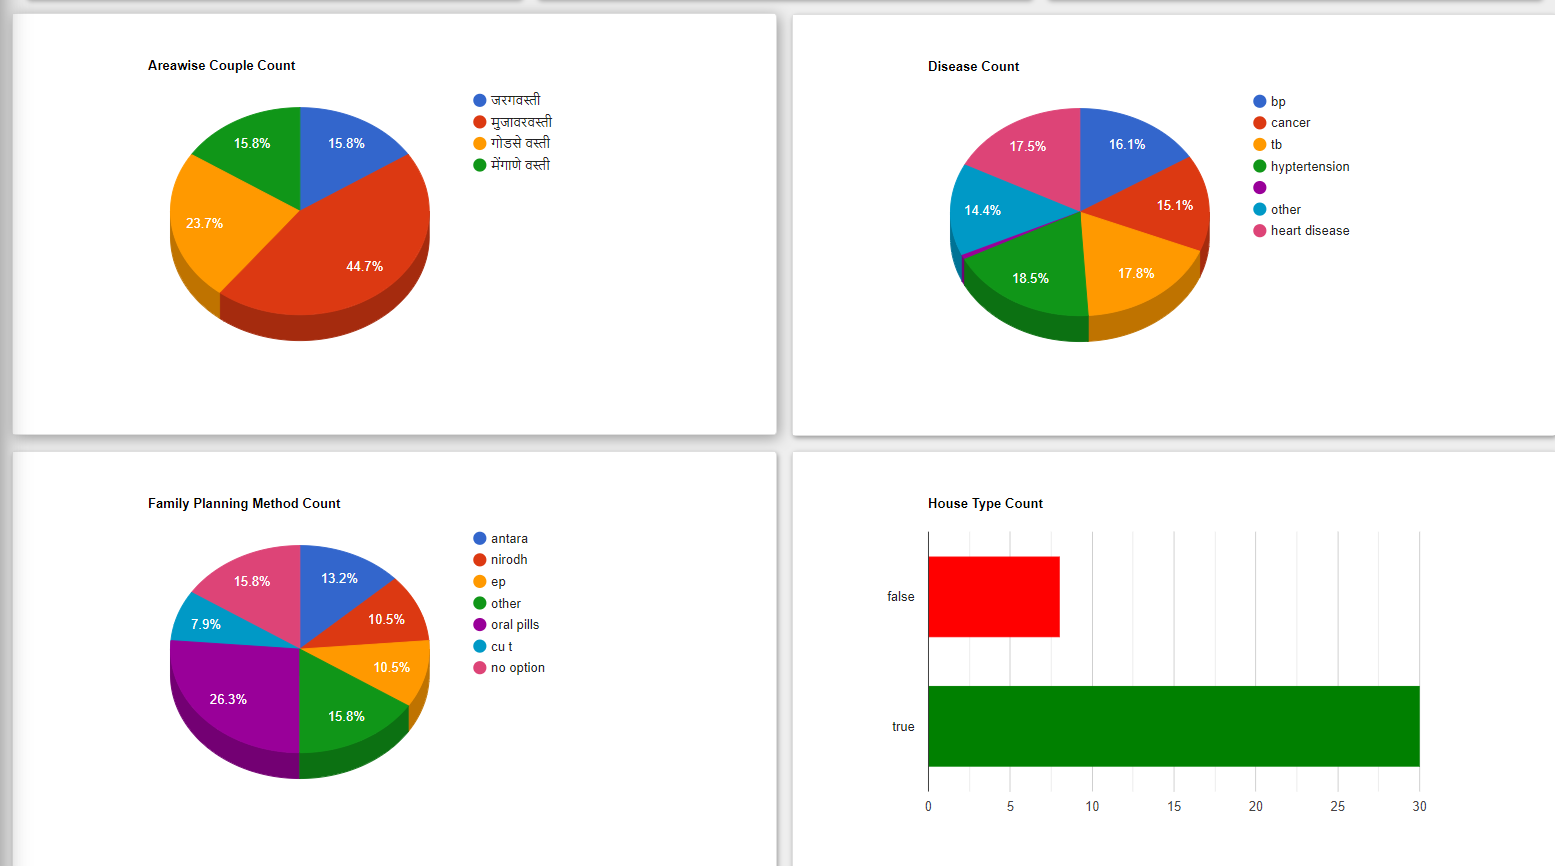 Areawise Couple Count
जरगवस्ती
मुजावरवस्ती
गोडसे वस्ती
मेंगाणे वस्ती
15.8%
15.8%
23.7%
44.7%
Disease Count
bp
cancer
tb
hyptertension
other
heart disease
17.5%
16.1%
14.4%
15.1%
18.5%
17.8%
Family Planning Method Count
antara
nirodh
ep
other
oral pills
cu t
no option
15.8%
13.2%
7.9%
10.5%
10.5%
26.3%
15.8%
House Type Count
false
true
0 5 10 15 20 25 30